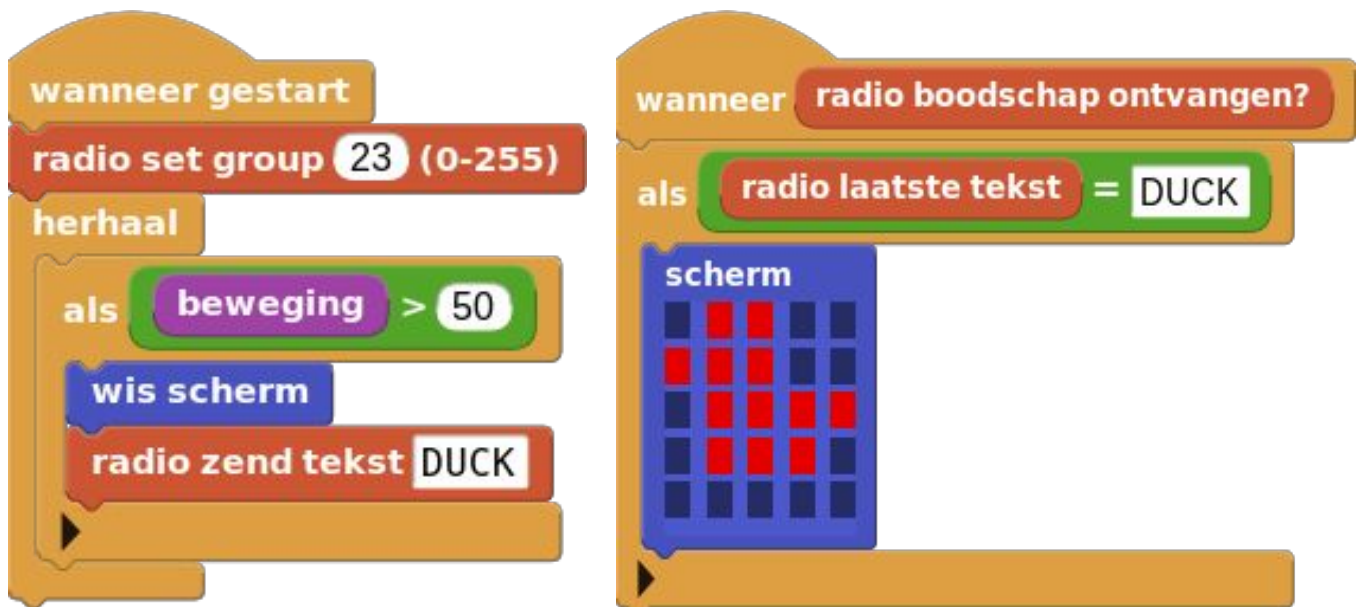 wanneer gestart
radio set group 23 (0-255)
herhaal
als beweging > 50
wis scherm
radio zend tekst DUCK
wanneer radio boodschap ontvangen?
als radio laatste tekst = DUCK
scherm